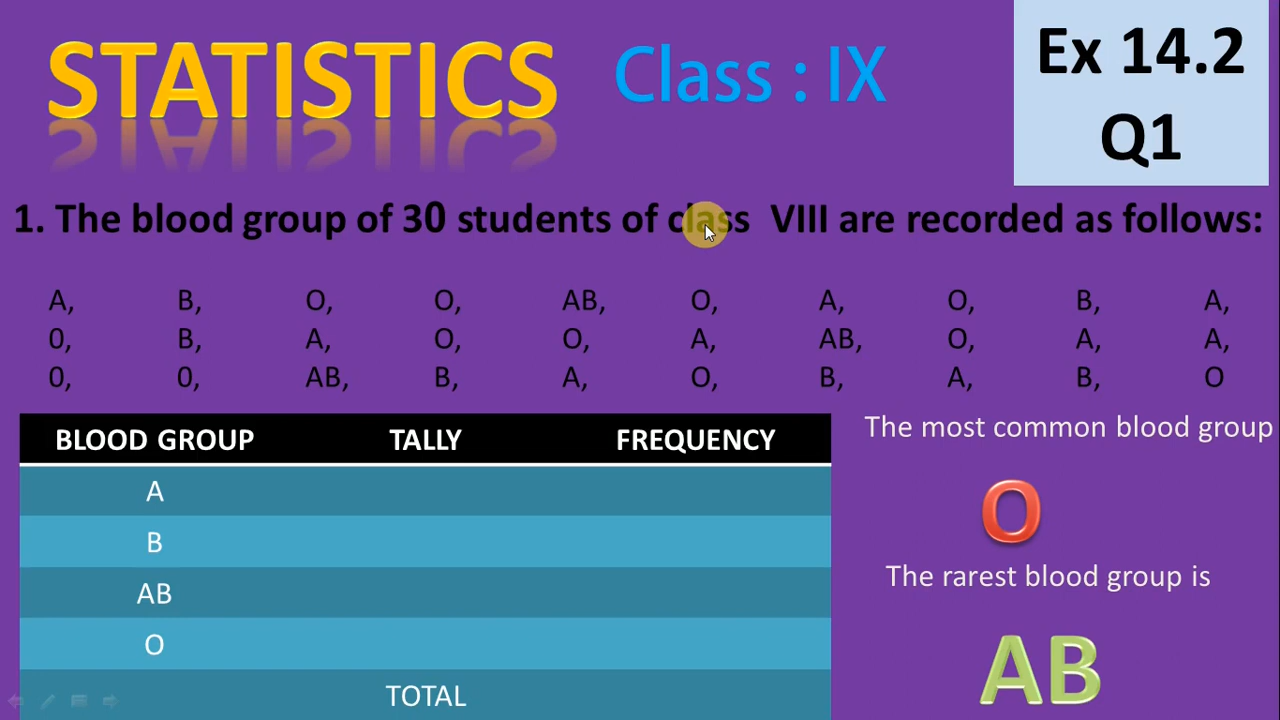 STATISTICS Class : IX
Ex 14.2
Q1
1. The blood group of 30 students of class VIII are recorded as follows:
A, B, O, O, AB, O, A, O, B, A,
0, B, A, O, O, A, AB, O, A, A,
0, 0, AB, B, A, O, B, A, B, O
BLOOD GROUP TALLY FREQUENCY
A
B
AB
O
TOTAL
The most common blood group
O
The rarest blood group is
AB